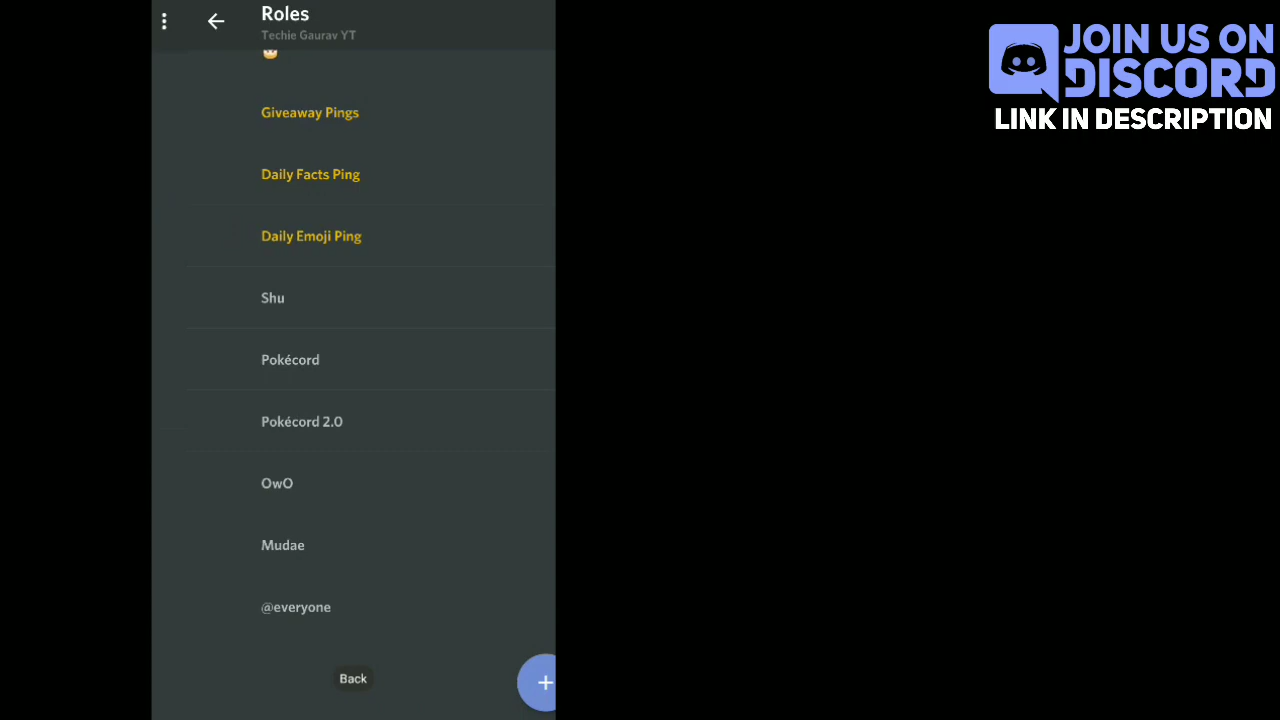 Roles
Techie Gaurav YT
Giveaway Pings
Daily Facts Ping
Daily Emoji Ping
Shu
Pokécord
Pokécord 2.0
OwO
Mudae
@everyone
Back
JOIN US ON
DISCORD
LINK IN DESCRIPTION